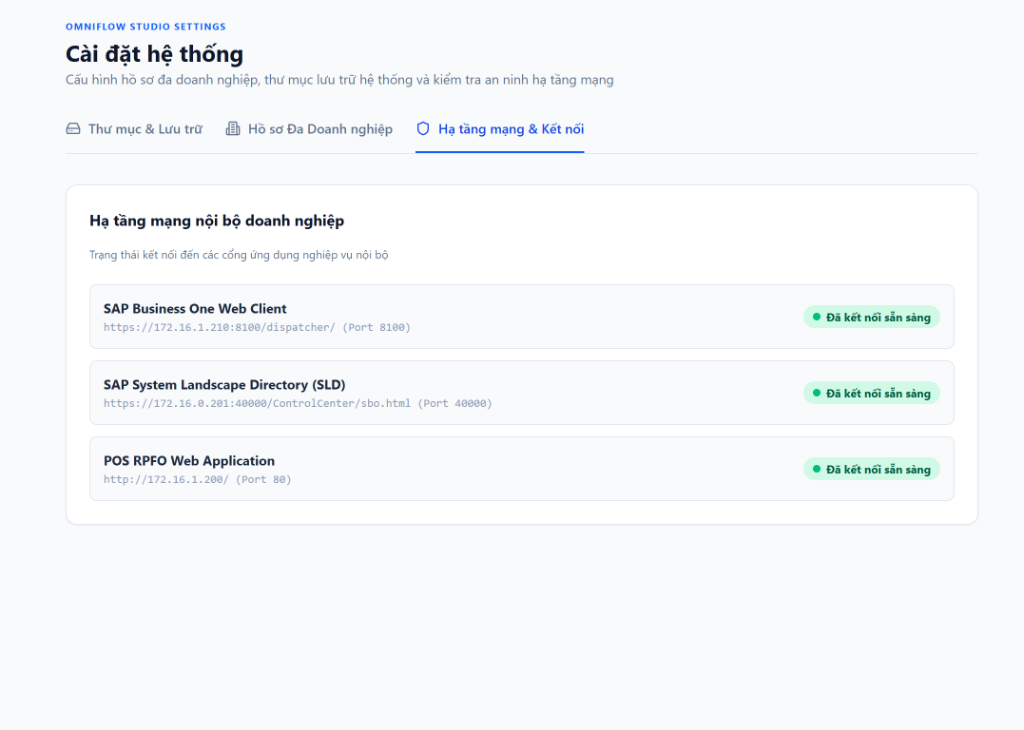 OMNIFLOW STUDIO SETTINGS
Cài đặt hệ thống
Cấu hình hồ sơ đa doanh nghiệp, thư mục lưu trữ hệ thống và kiểm tra an ninh hạ tầng mạng
Thư mục & Lưu trữ
Hồ sơ Đa Doanh nghiệp
Hạ tầng mạng & Kết nối
Hạ tầng mạng nội bộ doanh nghiệp
Trạng thái kết nối đến các cổng ứng dụng nghiệp vụ nội bộ
SAP Business One Web Client
https://172.16.1.210:8100/dispatcher/ (Port 8100)
Đã kết nối sẵn sàng
SAP System Landscape Directory (SLD)
https://172.16.0.201:40000/ControlCenter/sbo.html (Port 40000)
Đã kết nối sẵn sàng
POS RPFO Web Application
http://172.16.1.200/ (Port 80)
Đã kết nối sẵn sàng